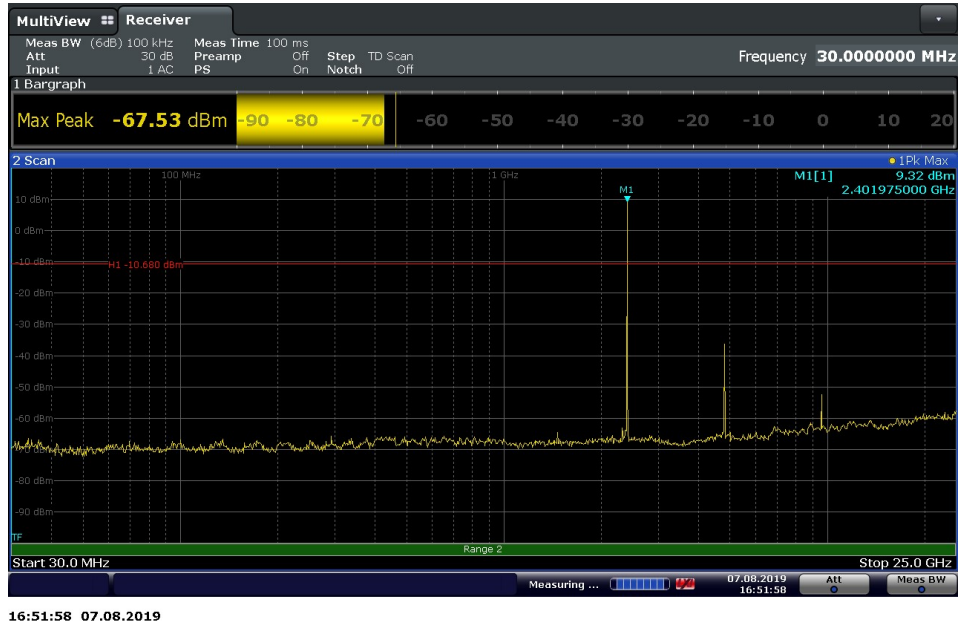 MultiView Receiver
Meas BW (6dB) 100 kHz Meas Time 100 ms
Att 30 dB Preamp Off Step TD Scan
Input 1 AC PS On Notch Off
Frequency 30.0000000 MHz
1 Bargraph
Max Peak -67.53 dBm -90 -80 -70 -60 -50 -40 -30 -20 -10 0 10 20
2 Scan 1Pk Max
100 MHz 1 GHz M1[1] 9.32 dBm
M1 2.401975000 GHz
10 dBm
0 dBm
-10 dBm
H1 -10.680 dBm
-20 dBm
-30 dBm
-40 dBm
-50 dBm
-60 dBm
-80 dBm
-90 dBm
TF
Range 2
Start 30.0 MHz Stop 25.0 GHz
Measuring ... 07.08.2019 Att Meas BW
16:51:58
16:51:58 07.08.2019